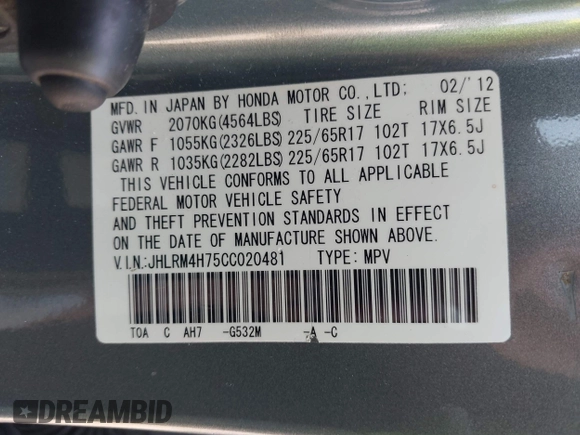 MFD. IN JAPAN BY HONDA MOTOR CO., LTD: 02/'12
GVWR 2070KG(4564LBS) TIRE SIZE RIM SIZE
GAWR F 1055KG(2326LBS) 225/65R17 102T 17X6.5J
GAWR R 1035KG(2282LBS) 225/65R17 102T 17X6.5J
THIS VEHICLE CONFORMS TO ALL APPLICABLE
FEDERAL MOTOR VEHICLE SAFETY
AND THEFT PREVENTION STANDARDS IN EFFECT
ON THE DATE OF MANUFACTURE SHOWN ABOVE.
V.I.N.:JHLRM4H75CC020481 TYPE: MPV
TOA C AH7 -G532M -A -C
DREAMBID